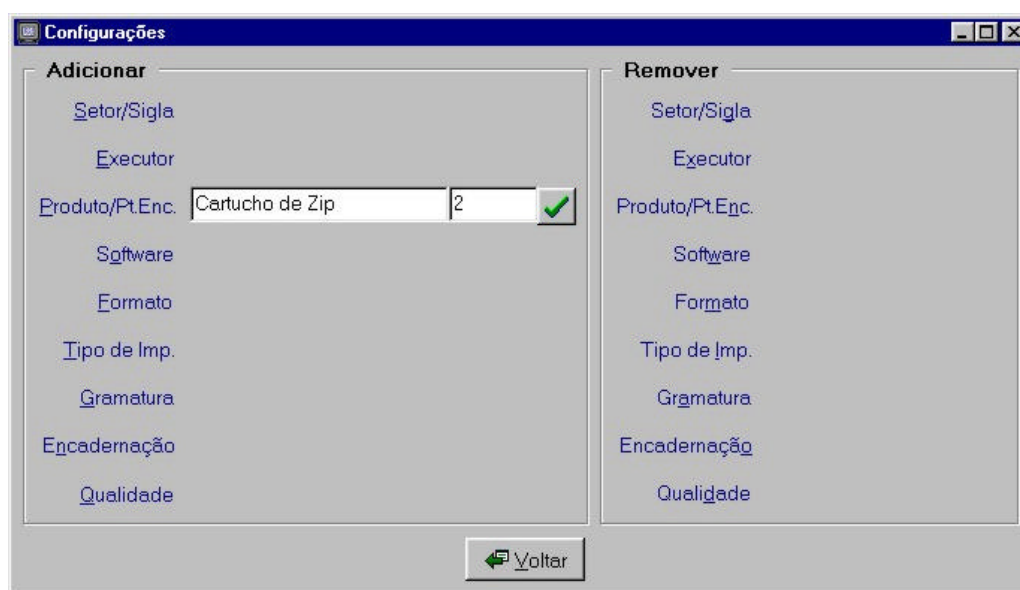 Configurações
Adicionar
Setor/Sigla
Executor
Produto/Pt.Enc. Cartucho de Zip 2
Software
Formato
Tipo de Imp.
Gramatura
Encadernação
Qualidade
Remover
Setor/Sigla
Executor
Produto/Pt.Enc.
Software
Formato
Tipo de Imp.
Gramatura
Encadernação
Qualidade
Voltar